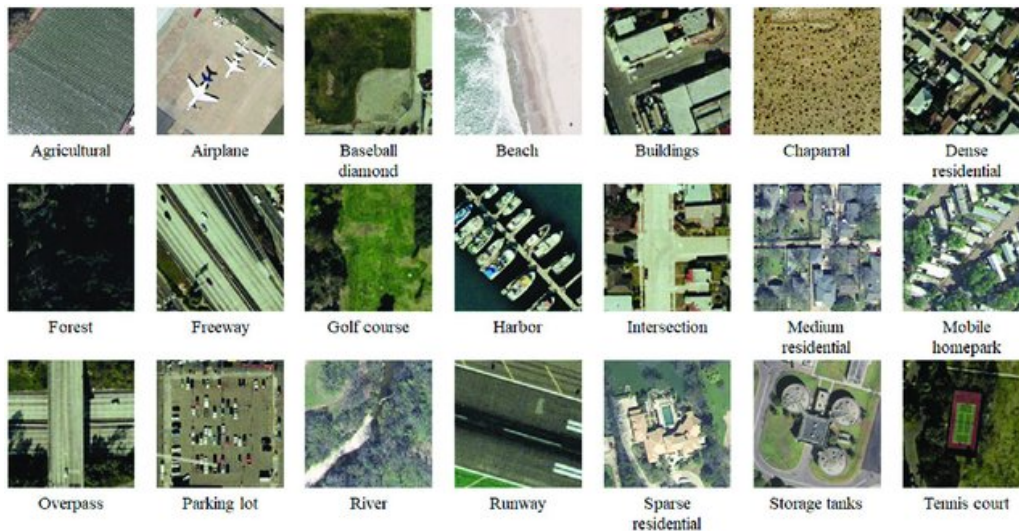 Agricultural
Airplane
Baseball
diamond
Beach
Buildings
Chaparral
Dense
residential
Forest
Freeway
Golf course
Harbor
Intersection
Medium
residential
Mobile
homepark
Overpass
Parking lot
River
Runway
Sparse
residential
Storage tanks
Tennis court